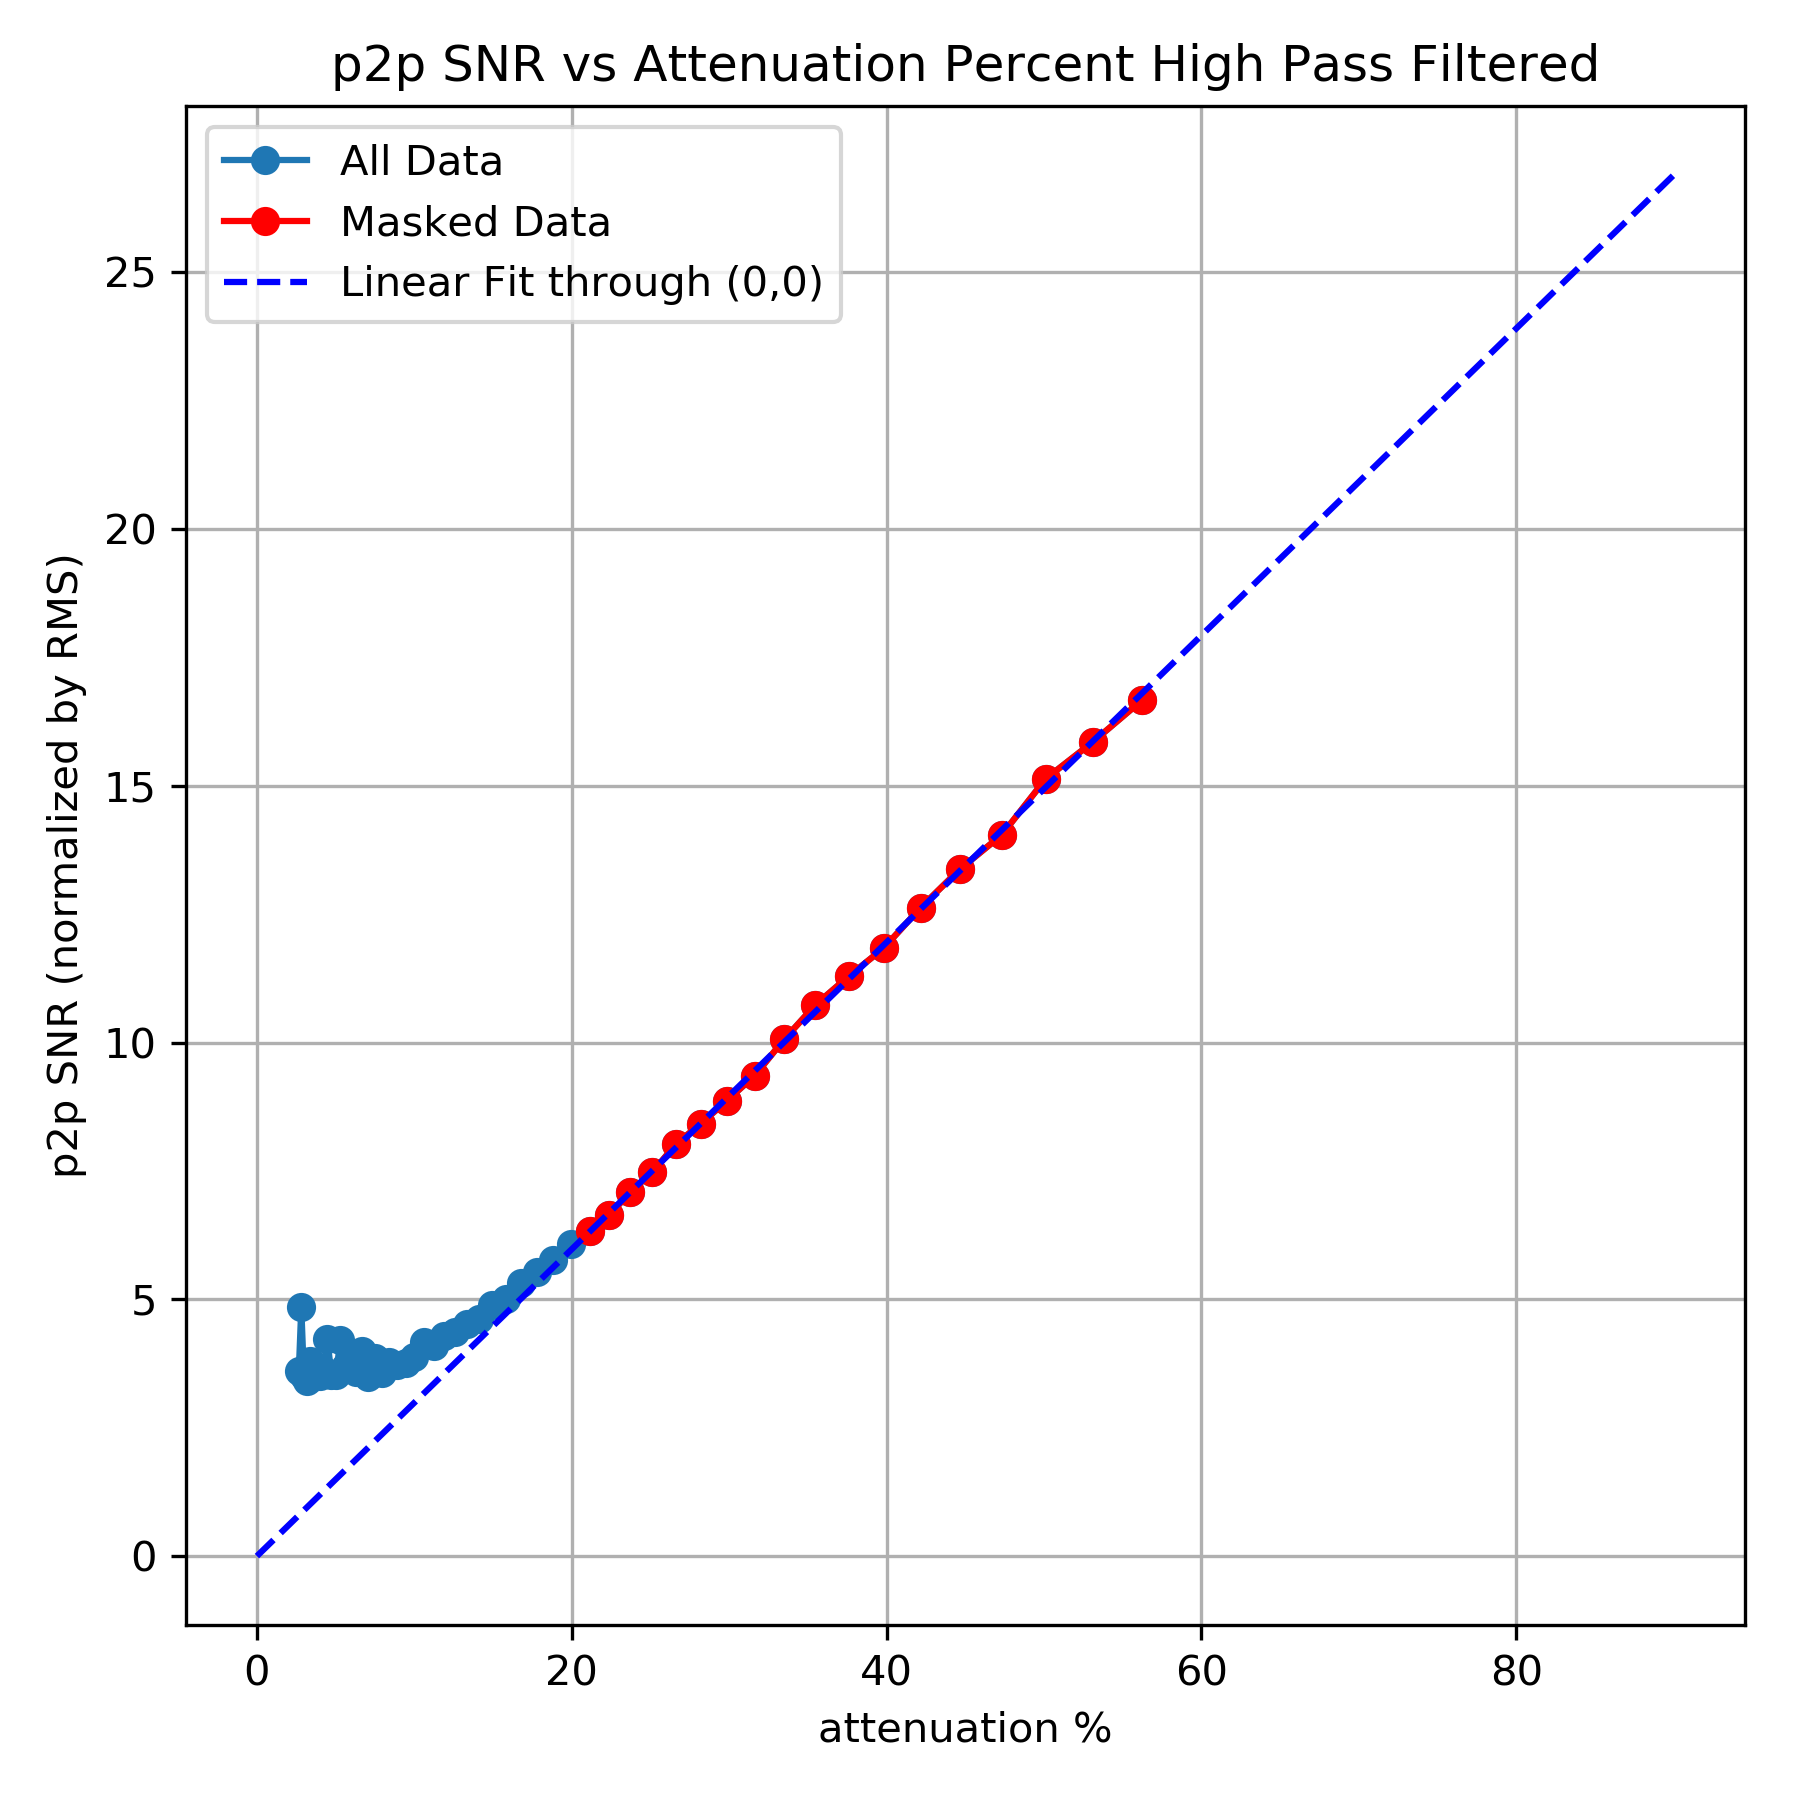 p2p SNR vs Attenuation Percent High Pass Filtered
All Data
Masked Data
Linear Fit through (0,0)
25
20
15
10
5
0
p2p SNR (normalized by RMS)
0 20 40 60 80
attenuation %